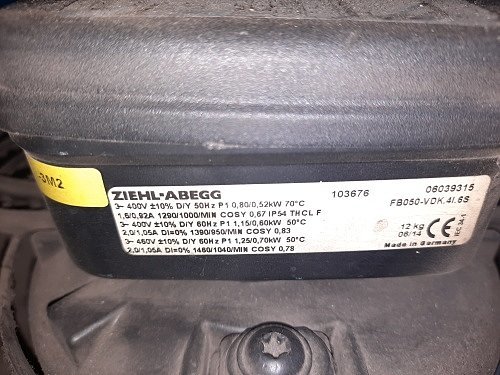 -3M2
ZIEHL-ABEGG 103676 06039315
3~ 400V ±10% D/Y 50Hz P1 0,80/0,52kW 70°C FB050-VDK.4I.6S
1,6/0,92A 1290/1000/MIN COSY 0,67 IP54 THCL F
3~ 400V ±10% D/Y 60Hz P1 1,15/0,60kW 50°C 12 kg CE
2,0/1,05A DI=0% 1390/950/MIN COSY 0,83 06/14
3~ 460V ±10% D/Y 60Hz P1 1,25/0,70kW 50°C Made in Germany
2,0/1,05A DI=0% 1460/1040/MIN COSY 0,78